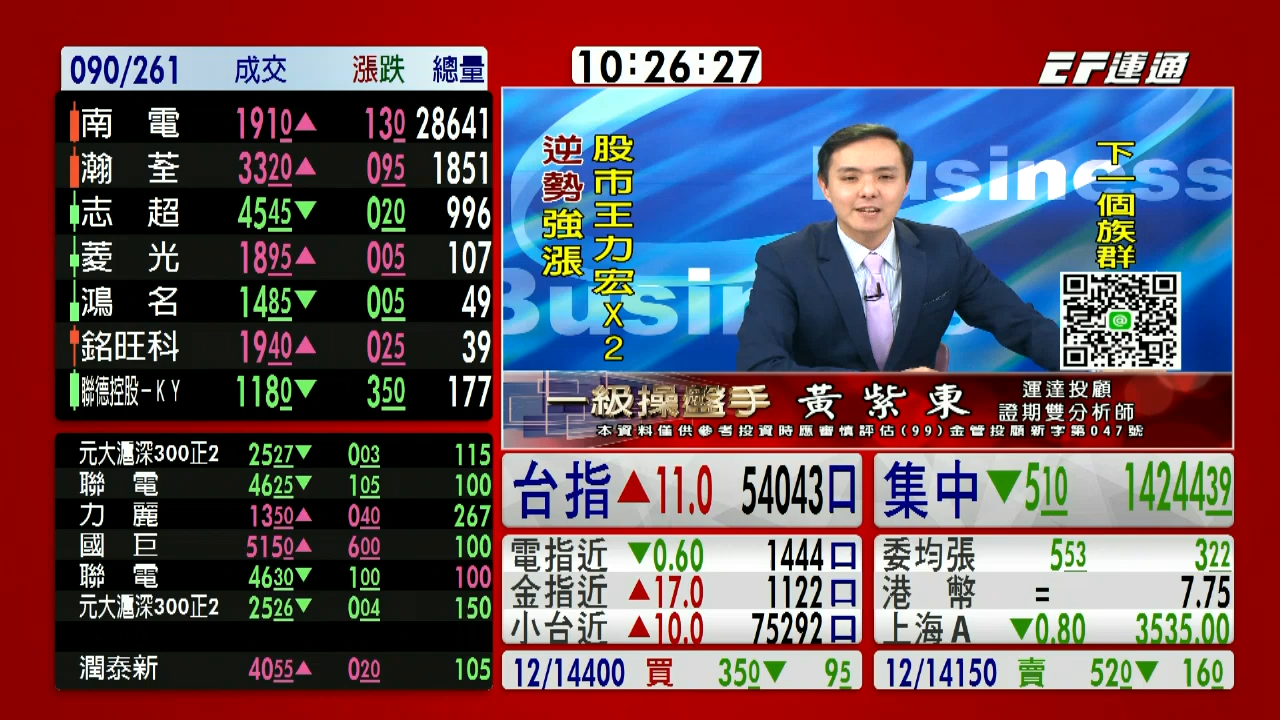 090/261 成交 漲跌 總量
南電 1910▲ 130 28641
瀚荃 3320▲ 095 1851
志超 4545▼ 020 996
菱光 1895▲ 005 107
鴻名 1485▼ 005 49
銘旺科 1940▲ 025 39
聯德控股-KY 1180▼ 350 177
元大滬深300正2 2527▼ 003 115
聯電 4625▼ 105 100
力麗 1350▲ 040 267
國巨 5150▲ 600 100
聯電 4630▼ 100 100
元大滬深300正2 2526▼ 004 150
潤泰新 4055▲ 020 105
10:26:27
EF運通
股市王力宏X2
逆勢強漲
Business
Business
下一個族群
一級操盤手 黃紫東
運達投顧
證期雙分析師
本資料僅供參考投資時應審慎評估(99)金管投顧新字第047號
台指▲11.0 54043口
集中▼510 1424439
電指近 ▼0.60 1444口
金指近 ▲17.0 1122口
小台近 ▲10.0 75292口
委均張 553 322
港幣 = 7.75
上海A ▼0.80 3535.00
12/14400 買 350▼ 95
12/14150 賣 520▼ 160